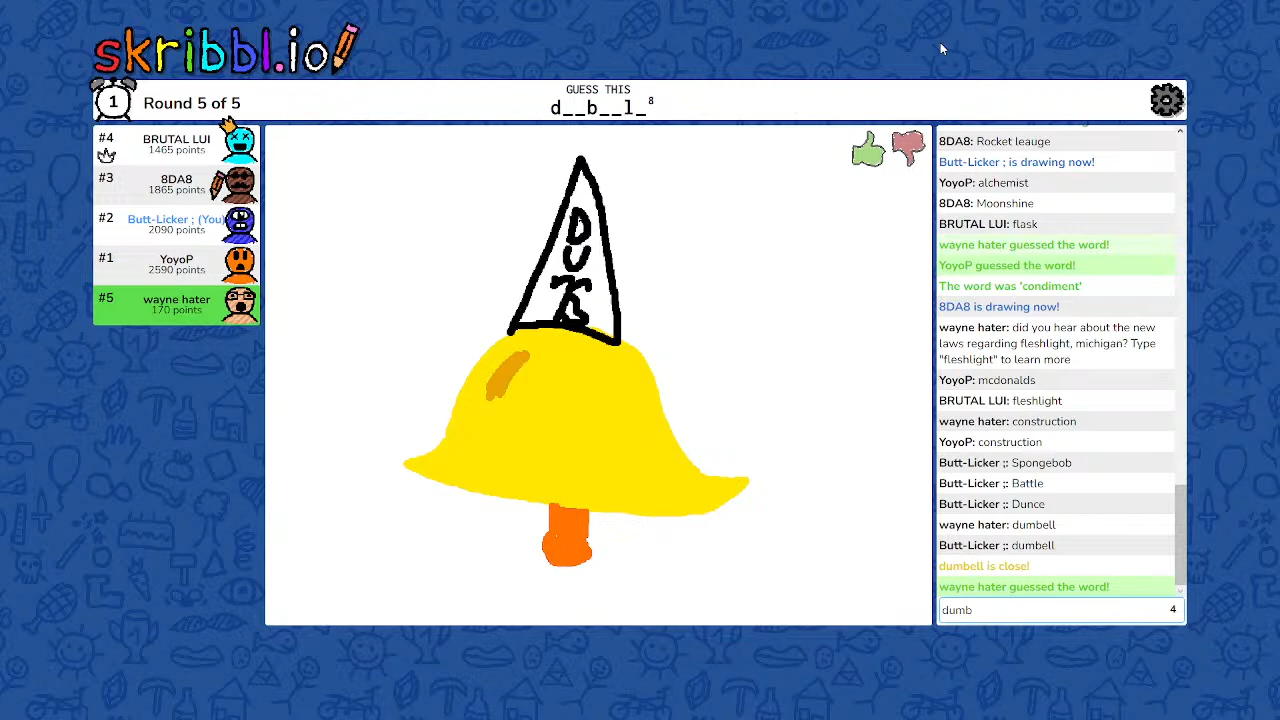 skribbl.io
1
Round 5 of 5
GUESS THIS
d__b__l_ 8
#4 BRUTAL LUI
1465 points
#3 8DA8
1865 points
#2 Butt-Licker ; (You)
2090 points
#1 YoyoP
2590 points
#5 wayne hater
170 points
D
U
8DA8: Rocket leauge
Butt-Licker ; is drawing now!
YoyoP: alchemist
8DA8: Moonshine
BRUTAL LUI: flask
wayne hater guessed the word!
YoyoP guessed the word!
The word was 'condiment'
8DA8 is drawing now!
wayne hater: did you hear about the new
laws regarding fleshlight, michigan? Type
"fleshlight" to learn more
YoyoP: mcdonalds
BRUTAL LUI: fleshlight
wayne hater: construction
YoyoP: construction
Butt-Licker ;: Spongebob
Butt-Licker ;: Battle
Butt-Licker ;: Dunce
wayne hater: dumbell
Butt-Licker ;: dumbell
dumbell is close!
wayne hater guessed the word!
dumb 4